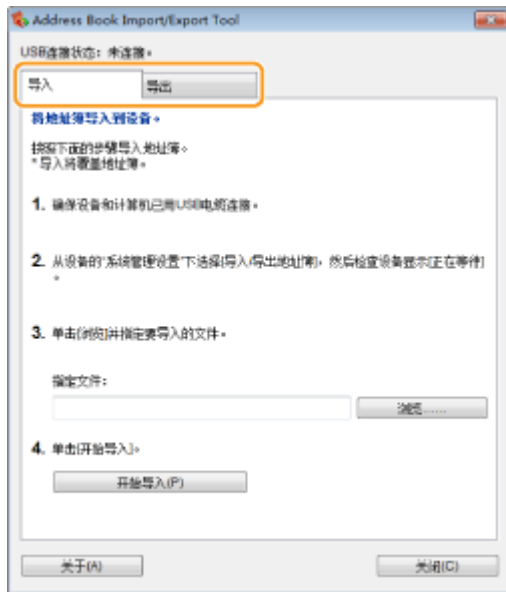 Address Book Import/Export Tool
USB连接状态: 未连接。
导入
导出
将地址簿导入到设备。
按照下面的步骤导入地址簿。
*导入将覆盖地址簿。
1. 确保设备和计算机已用USB电缆连接。
2. 从设备的"系统管理设置"下选择[导入/导出地址簿]，然后检查设备显示[正在等待]
。
3. 单击[浏览]并指定要导入的文件。
指定文件:
浏览......
4. 单击[开始导入]。
开始导入(P)
关于(A)
关闭(C)